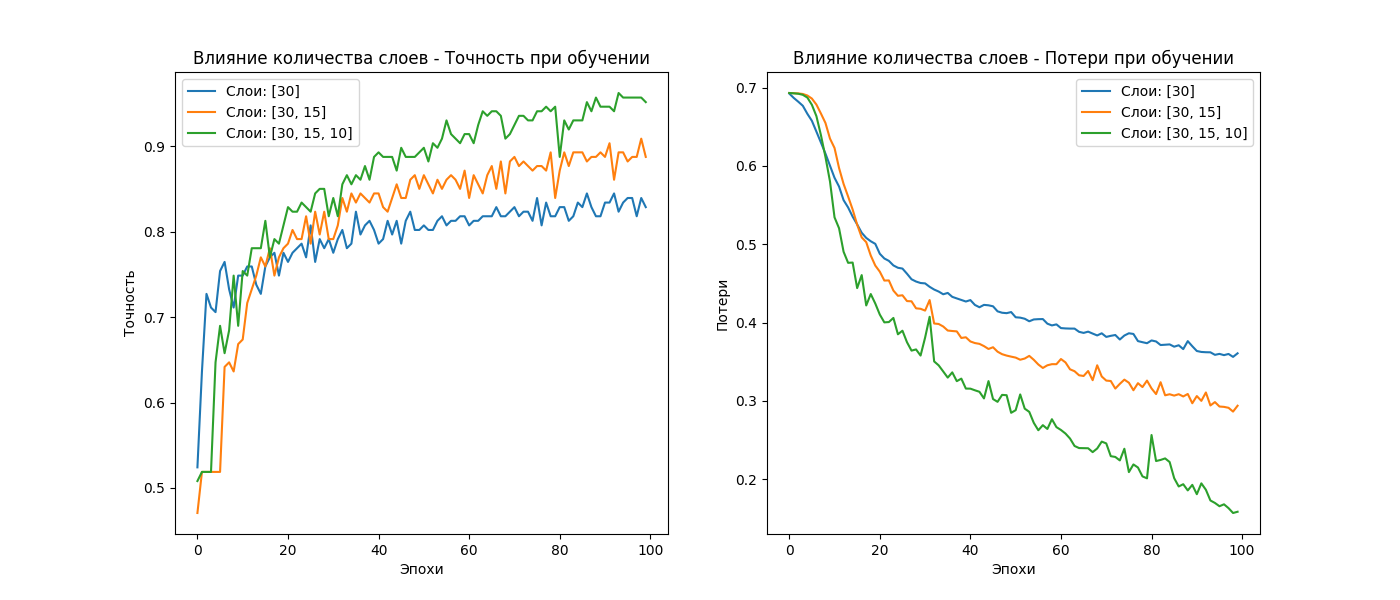 Влияние количества слоев - Точность при обучении
Слои: [30]
Слои: [30, 15]
Слои: [30, 15, 10]
Точность
0.9
0.8
0.7
0.6
0.5
0
20
40
60
80
100
Эпохи
Влияние количества слоев - Потери при обучении
Слои: [30]
Слои: [30, 15]
Слои: [30, 15, 10]
Потери
0.7
0.6
0.5
0.4
0.3
0.2
0
20
40
60
80
100
Эпохи